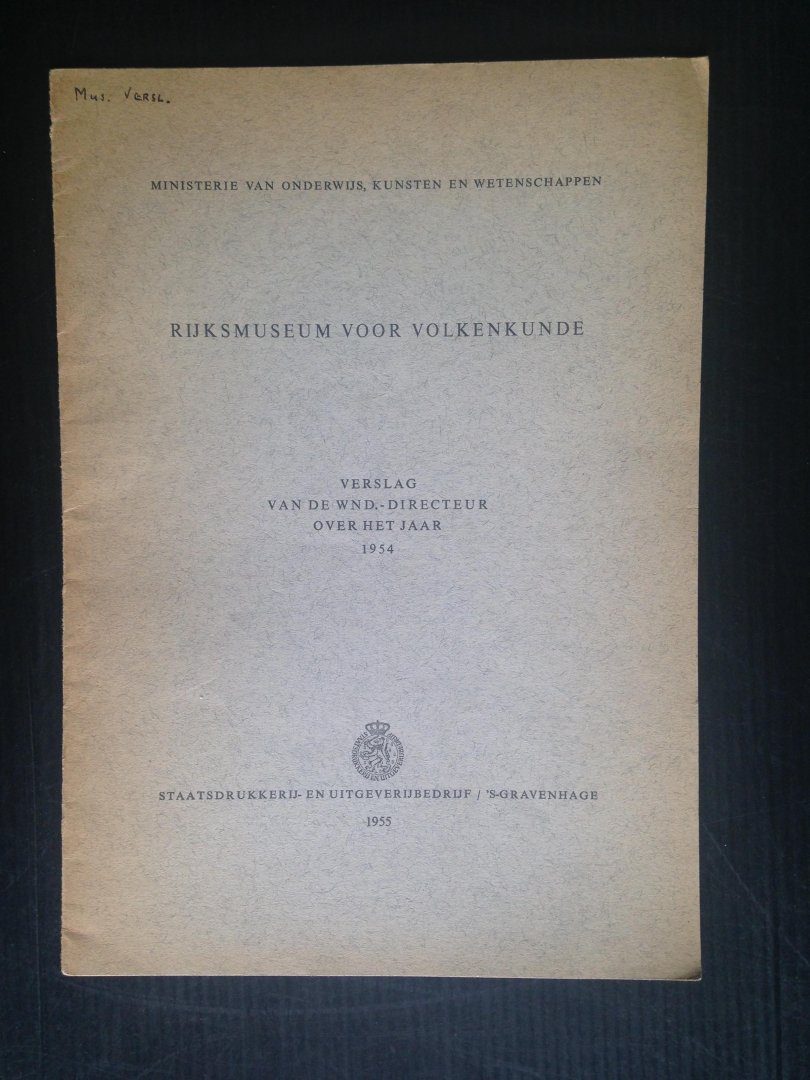 Mus. Versl.
MINISTERIE VAN ONDERWIJS, KUNSTEN EN WETENSCHAPPEN
RIJKSMUSEUM VOOR VOLKENKUNDE
VERSLAG
VAN DE WND.-DIRECTEUR
OVER HET JAAR
1954
STAATSDRUKKERIJ- EN UITGEVERIJBEDRIJF / 'S-GRAVENHAGE
1955